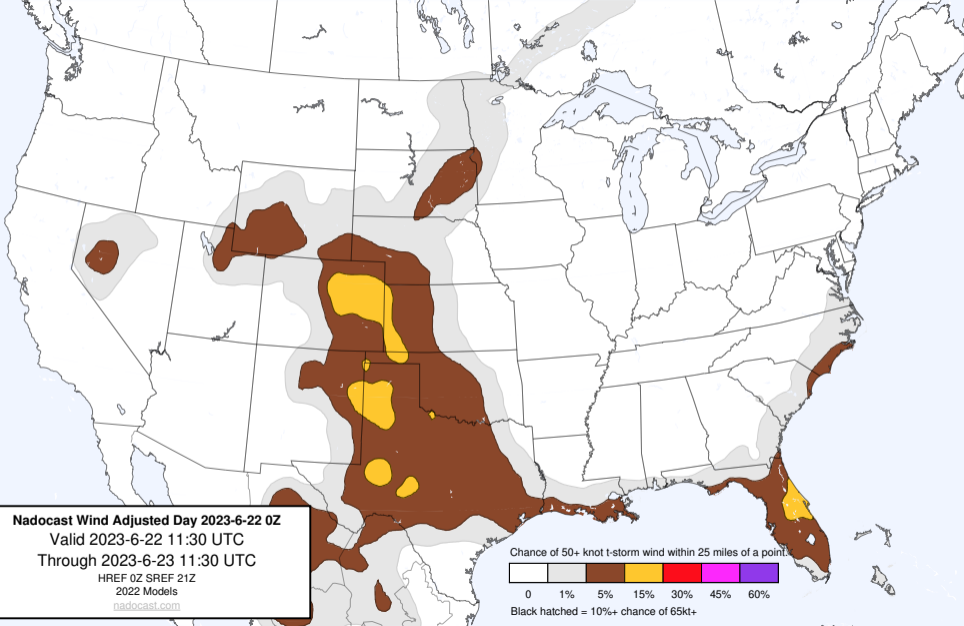 Nadocast Wind Adjusted Day 2023-6-22 0Z
Valid 2023-6-22 11:30 UTC
Through 2023-6-23 11:30 UTC
HREF 0Z SREF 21Z
2022 Models
nadocast.com
Chance of 50+ knot t-storm wind within 25 miles of a point.
0 1% 5% 15% 30% 45% 60%
Black hatched = 10%+ chance of 65kt+